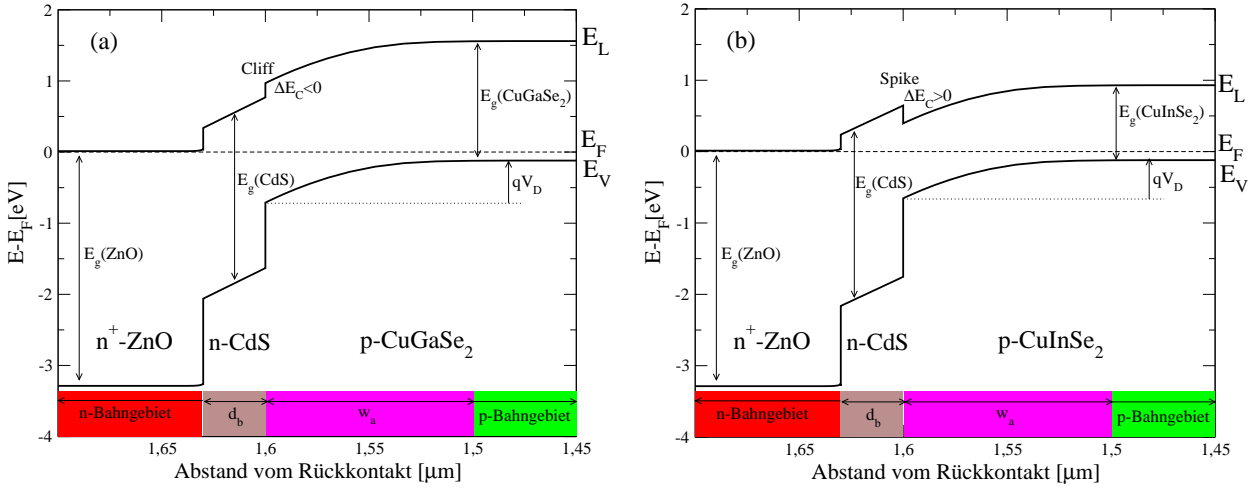 (a)
2
1
0
-1
-2
-3
-4
E-E_F[eV]
Cliff
ΔE_C<0
E_g(CuGaSe_2)
E_L
E_F
E_V
E_g(CdS)
qV_D
E_g(ZnO)
n^+-ZnO
n-CdS
p-CuGaSe_2
n-Bahngebiet
d_b
w_a
p-Bahngebiet
1,65
1,6
1,55
1,5
1,45
Abstand vom Rückkontakt [μm]
(b)
2
1
0
-1
-2
-3
-4
E-E_F[eV]
Spike
ΔE_C>0
E_g(CuInSe_2)
E_L
E_F
E_V
E_g(CdS)
qV_D
E_g(ZnO)
n^+-ZnO
n-CdS
p-CuInSe_2
n-Bahngebiet
d_b
w_a
p-Bahngebiet
1,65
1,6
1,55
1,5
1,45
Abstand vom Rückkontakt [μm]